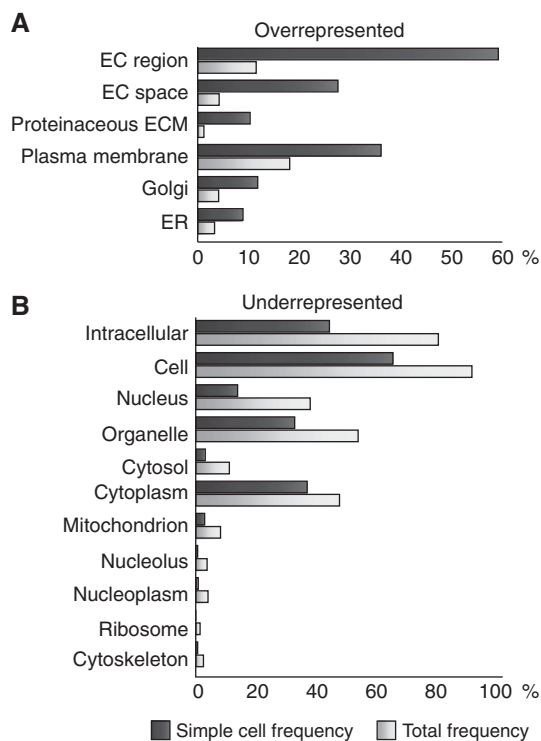 A
Overrepresented
EC region
EC space
Proteinaceous ECM
Plasma membrane
Golgi
ER
0 10 20 30 40 50 60 %
B
Underrepresented
Intracellular
Cell
Nucleus
Organelle
Cytosol
Cytoplasm
Mitochondrion
Nucleolus
Nucleoplasm
Ribosome
Cytoskeleton
0 20 40 60 80 100 %
Simple cell frequency Total frequency